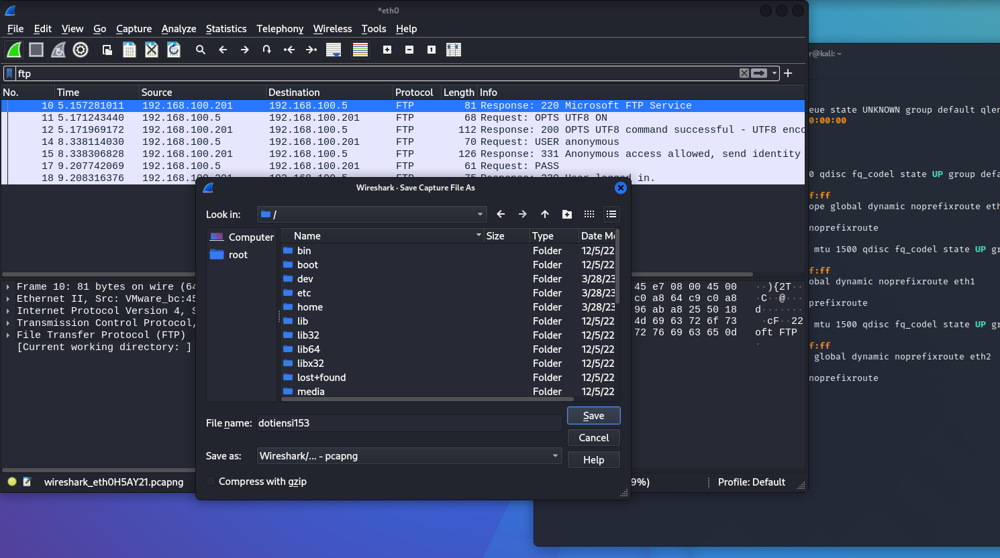 *eth0
File Edit View Go Capture Analyze Statistics Telephony Wireless Tools Help
ftp
No. Time Source Destination Protocol Length Info
10 5.157281011 192.168.100.201 192.168.100.5 FTP 81 Response: 220 Microsoft FTP Service
11 5.171243440 192.168.100.5 192.168.100.201 FTP 68 Request: OPTS UTF8 ON
12 5.171969172 192.168.100.201 192.168.100.5 FTP 112 Response: 200 OPTS UTF8 command successful - UTF8 enco
14 8.338114030 192.168.100.5 192.168.100.201 FTP 70 Request: USER anonymous
15 8.338306828 192.168.100.201 192.168.100.5 FTP 126 Response: 331 Anonymous access allowed, send identity
17 9.207742069 192.168.100.5 192.168.100.201 FTP 61 Request: PASS
18 9.208316376 192.168.100.201 192.168.100.5 FTP 75 Response: 230 User logged in.
Wireshark · Save Capture File As
Look in: /
Computer
root
Name Size Type Date Mo
bin Folder 12/5/22
boot Folder 12/5/22
dev Folder 3/28/23
etc Folder 3/28/23
home Folder 3/28/23
lib Folder 12/5/22
lib32 Folder 12/5/22
lib64 Folder 12/5/22
libx32 Folder 12/5/22
lost+found Folder 12/5/22
media Folder 12/5/22
File name: dotiensi153
Save
Cancel
Save as: Wireshark/... - pcapng
Help
Compress with gzip
Frame 10: 81 bytes on wire (64
Ethernet II, Src: VMware_bc:45
Internet Protocol Version 4, S
Transmission Control Protocol,
File Transfer Protocol (FTP)
[Current working directory: ]
45 e7 08 00 45 00 ··){2T·
c0 a8 64 c9 c0 a8 ·C··@···
96 ab a8 25 50 18 d·······
4d 69 63 72 6f 73 ·cF··22
72 76 69 63 65 0d oft FTP
·
wireshark_eth0H5AY21.pcapng
9%)
Profile: Default
r@kali: ~
eue state UNKNOWN group default qlen
0:00:00
0 qdisc fq_codel state UP group defa
f:ff
ope global dynamic noprefixroute eth
noprefixroute
mtu 1500 qdisc fq_codel state UP gr
f:ff
obal dynamic noprefixroute eth1
prefixroute
mtu 1500 qdisc fq_codel state UP gr
f:ff
global dynamic noprefixroute eth2
noprefixroute